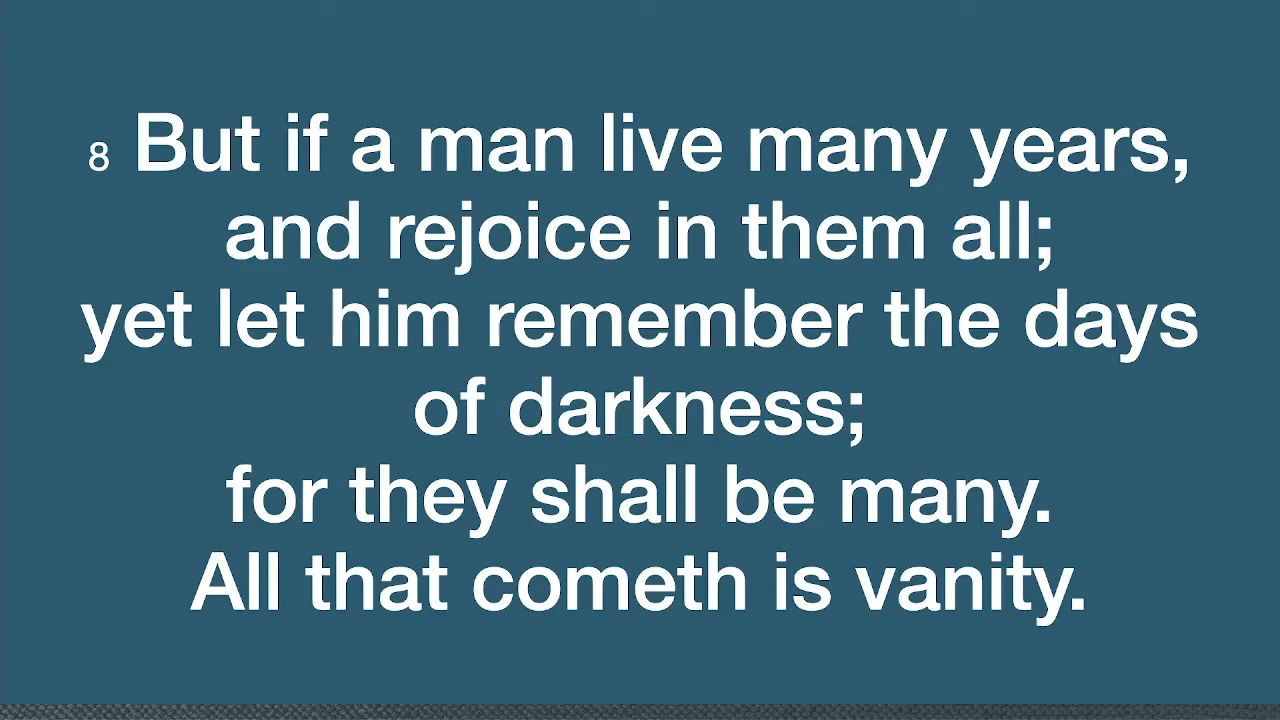 8 But if a man live many years,
and rejoice in them all;
yet let him remember the days
of darkness;
for they shall be many.
All that cometh is vanity.